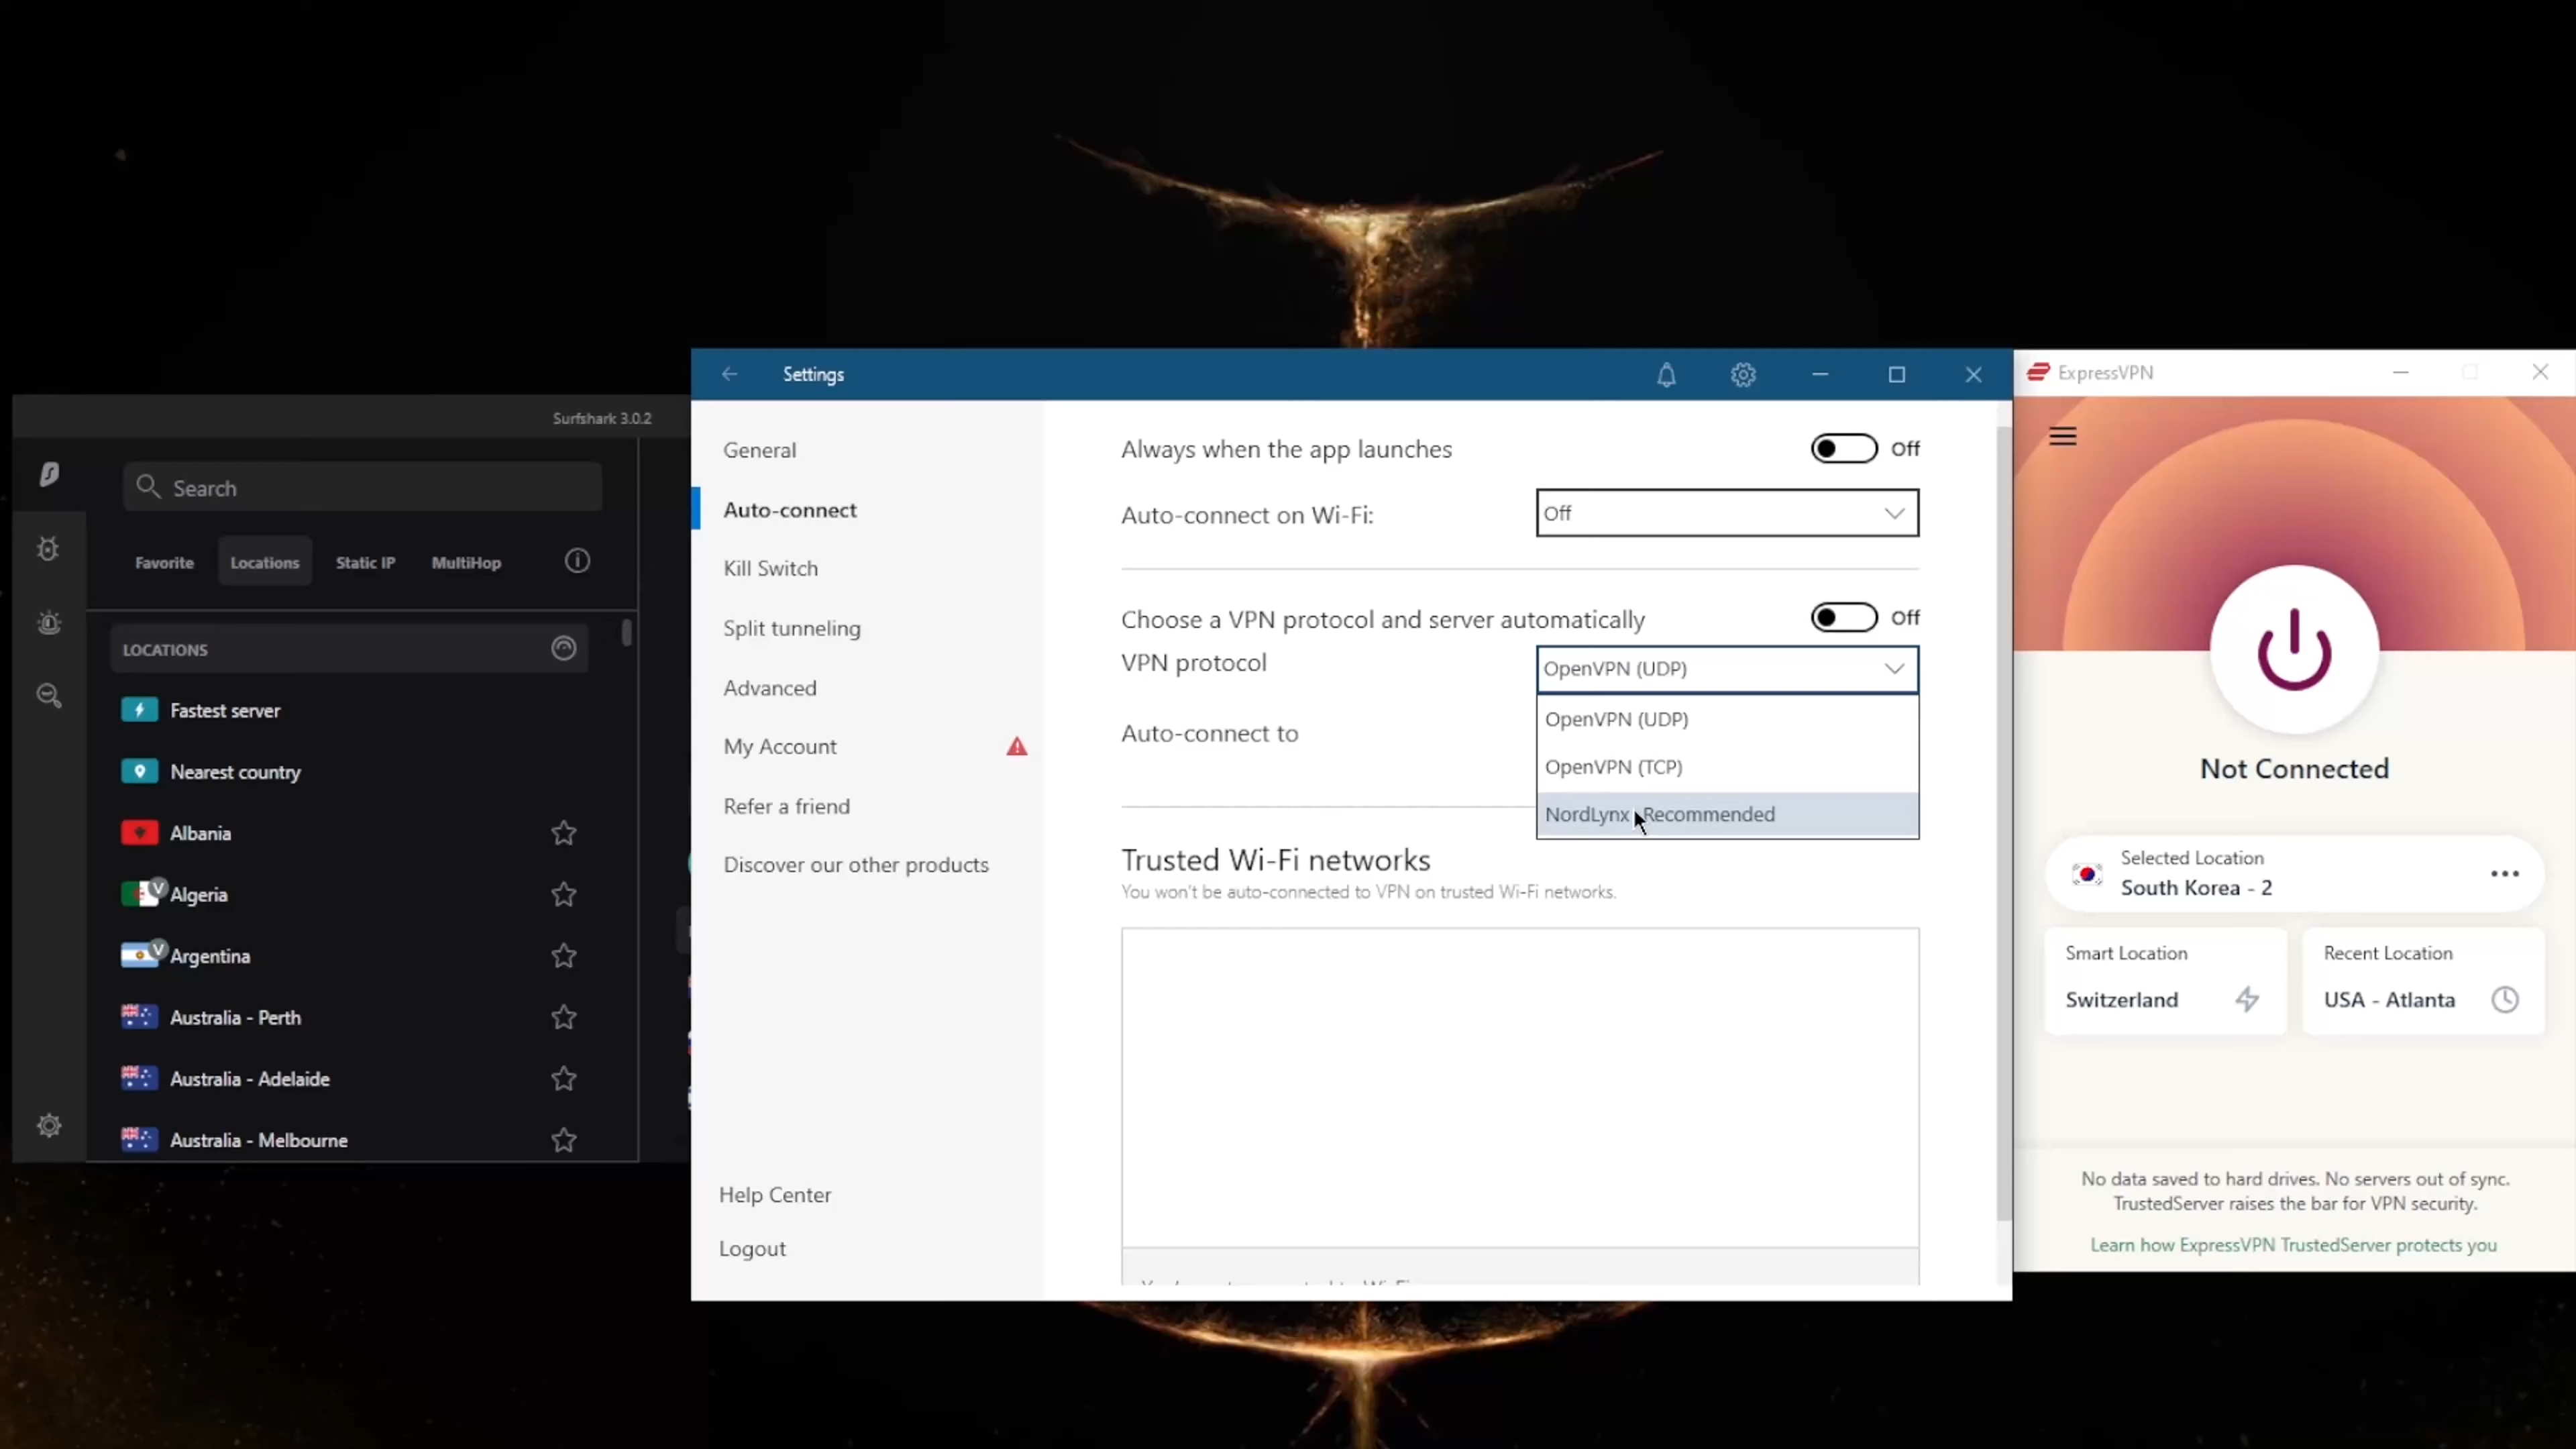 Surfshark 3.0.2
Search
Favorite
Locations
Static IP
MultiHop
LOCATIONS
Fastest server
Nearest country
Albania
V
Algeria
V
Argentina
Australia - Perth
Australia - Adelaide
Australia - Melbourne
Settings
General
Auto-connect
Kill Switch
Split tunneling
Advanced
My Account
Refer a friend
Discover our other products
Help Center
Logout
Always when the app launches
Off
Auto-connect on Wi-Fi:
Off
Choose a VPN protocol and server automatically
Off
VPN protocol
OpenVPN (UDP)
OpenVPN (UDP)
OpenVPN (TCP)
NordLynx Recommended
Auto-connect to
Trusted Wi-Fi networks
You won't be auto-connected to VPN on trusted Wi-Fi networks.
ExpressVPN
Not Connected
Selected Location
South Korea - 2
Smart Location
Switzerland
Recent Location
USA - Atlanta
No data saved to hard drives. No servers out of sync.
TrustedServer raises the bar for VPN security.
Learn how ExpressVPN TrustedServer protects you